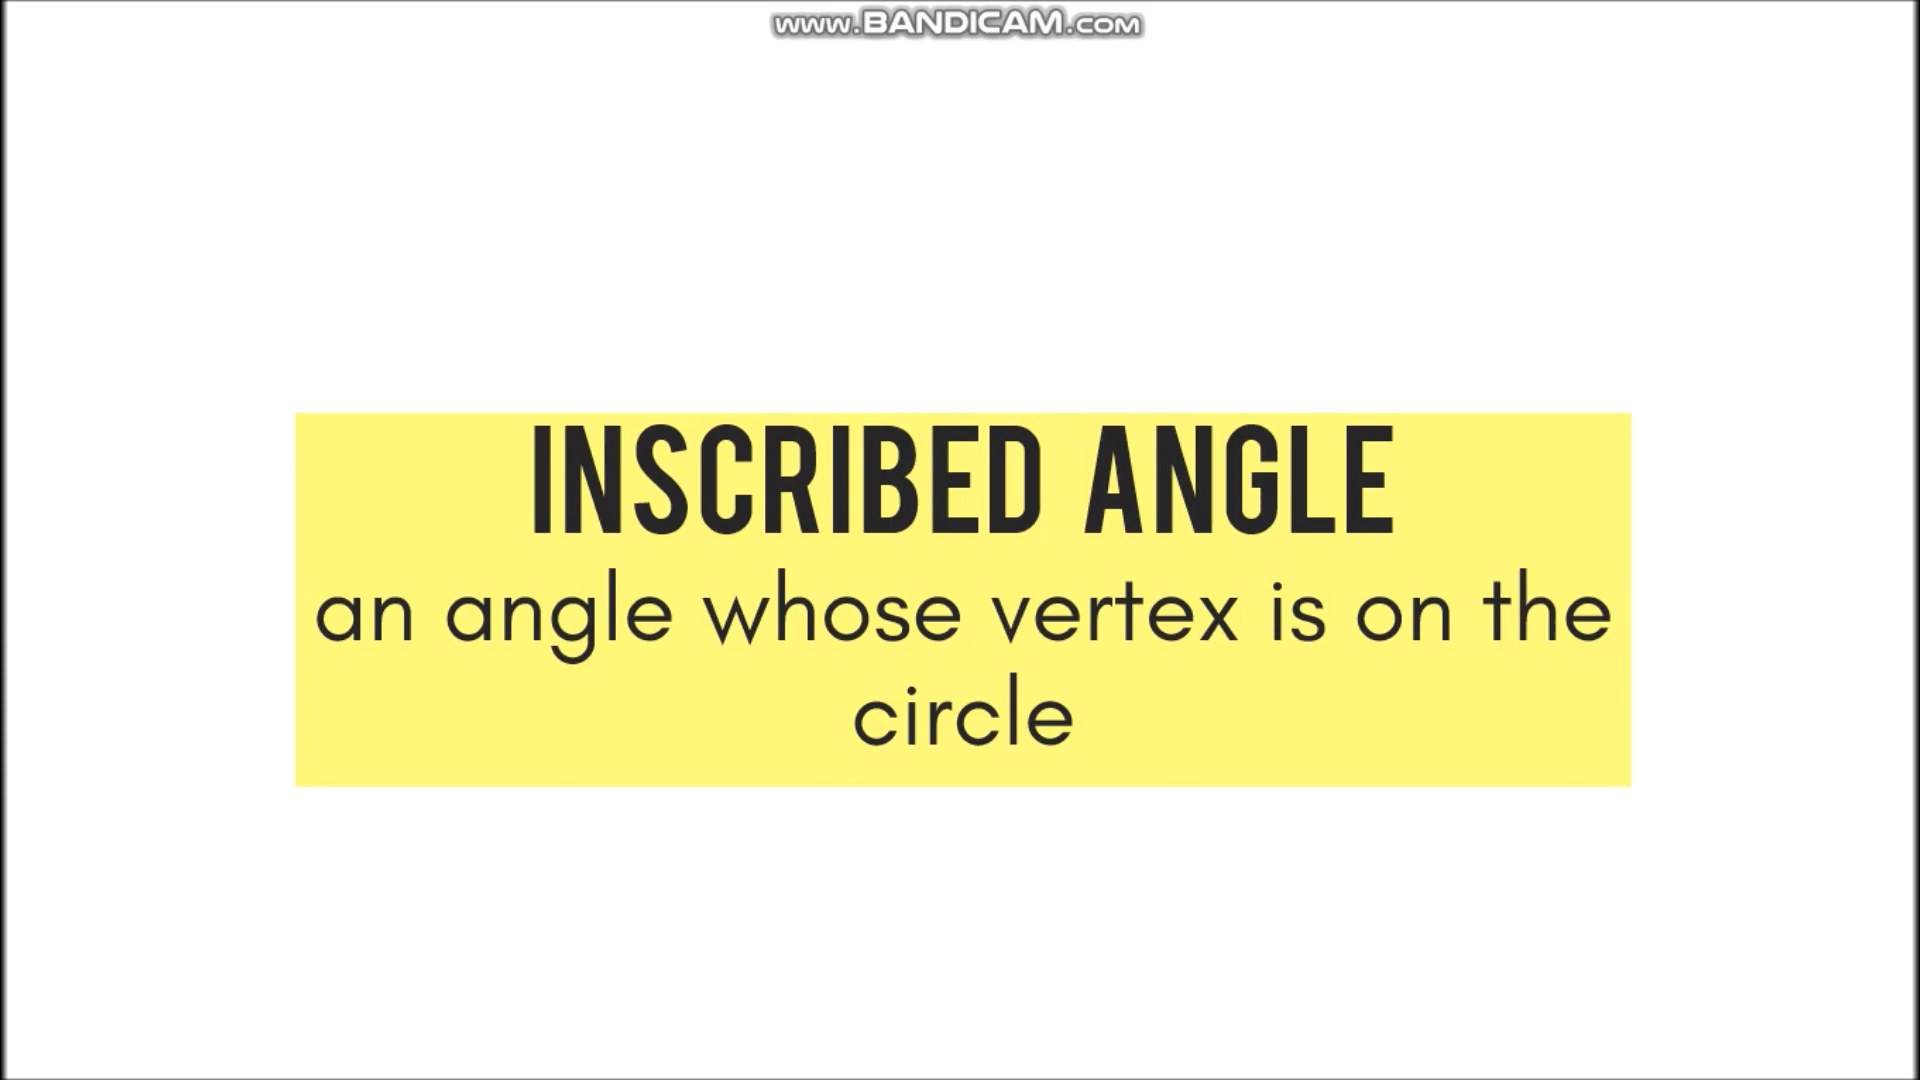 www.BANDICAM.com
INSCRIBED ANGLE
an angle whose vertex is on the
circle